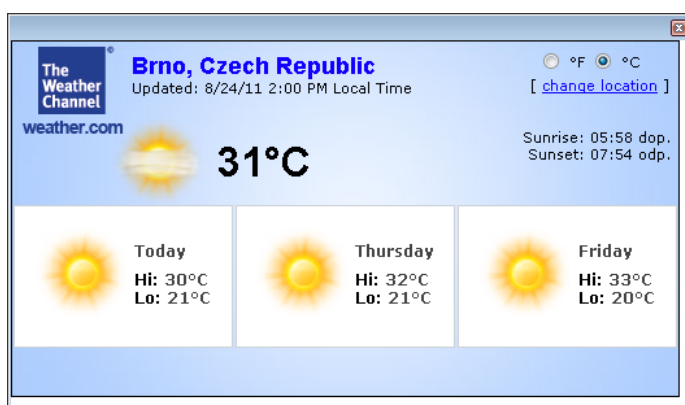 The
Weather
Channel
®
weather.com
Brno, Czech Republic
Updated: 8/24/11 2:00 PM Local Time
°F °C
[ change location ]
31°C
Sunrise: 05:58 dop.
Sunset: 07:54 odp.
Today
Hi: 30°C
Lo: 21°C
Thursday
Hi: 32°C
Lo: 21°C
Friday
Hi: 33°C
Lo: 20°C